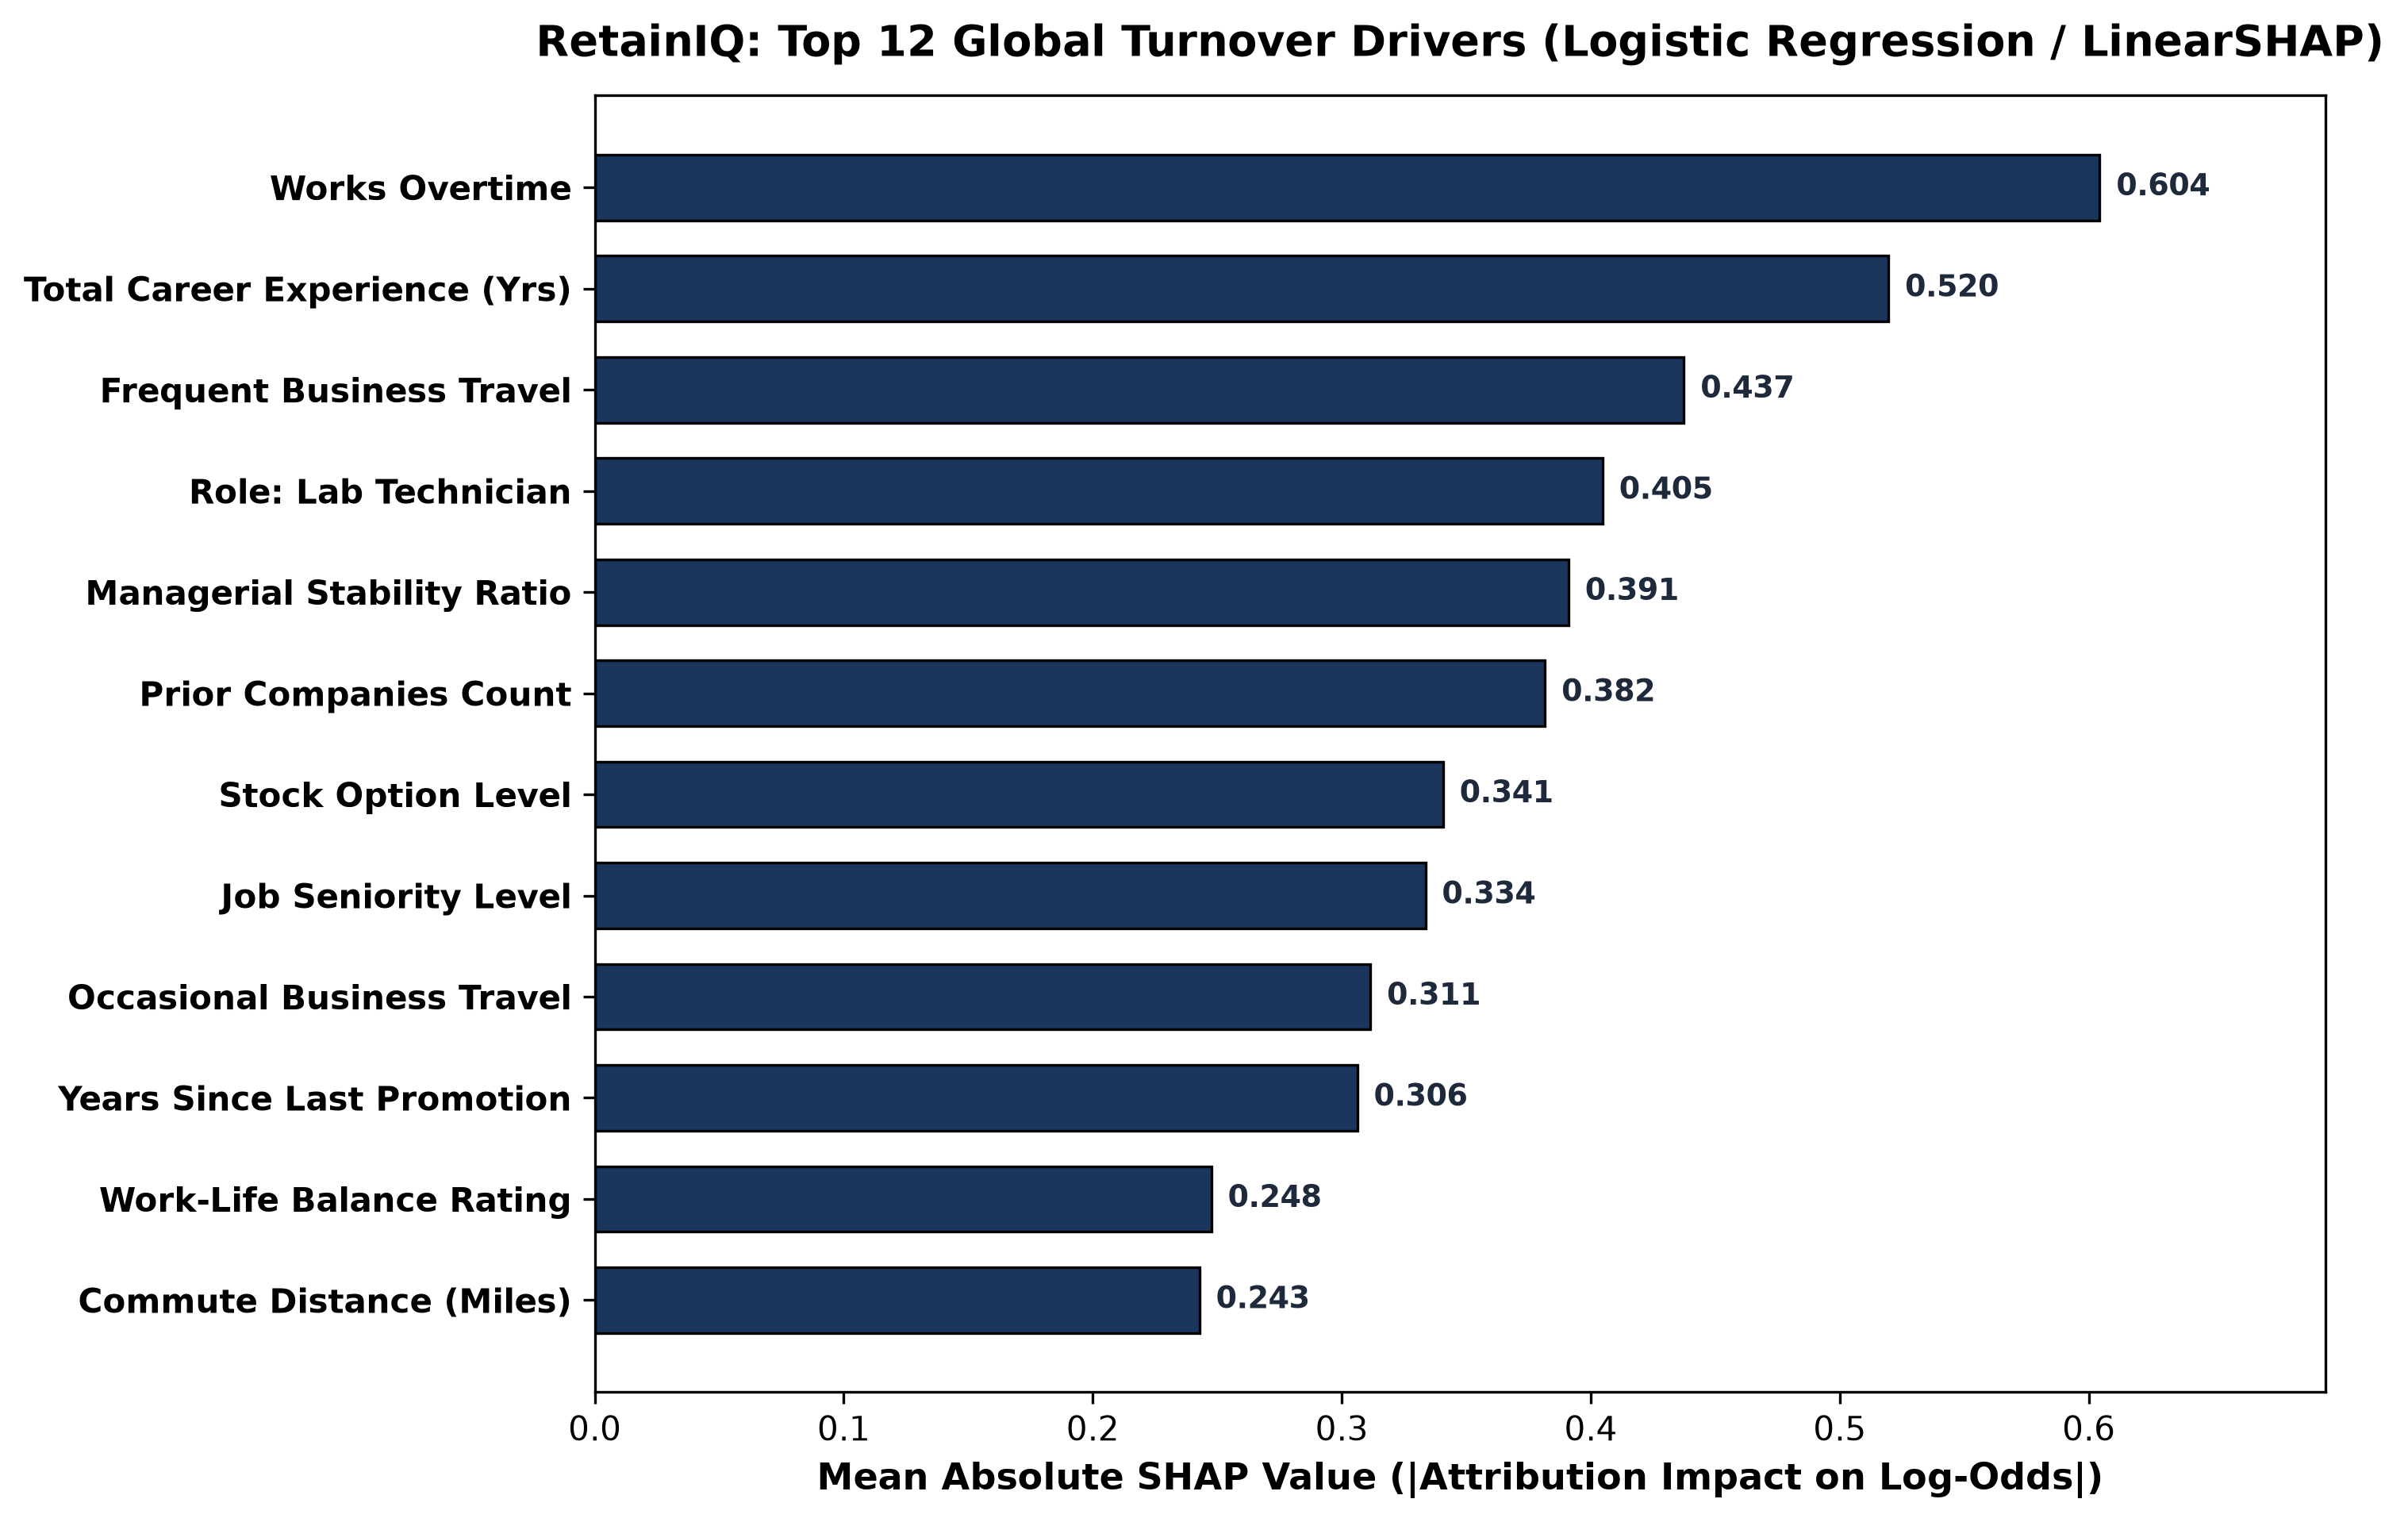 RetainIQ: Top 12 Global Turnover Drivers (Logistic Regression / LinearSHAP)
Works Overtime 0.604
Total Career Experience (Yrs) 0.520
Frequent Business Travel 0.437
Role: Lab Technician 0.405
Managerial Stability Ratio 0.391
Prior Companies Count 0.382
Stock Option Level 0.341
Job Seniority Level 0.334
Occasional Business Travel 0.311
Years Since Last Promotion 0.306
Work-Life Balance Rating 0.248
Commute Distance (Miles) 0.243
0.0 0.1 0.2 0.3 0.4 0.5 0.6
Mean Absolute SHAP Value (|Attribution Impact on Log-Odds|)